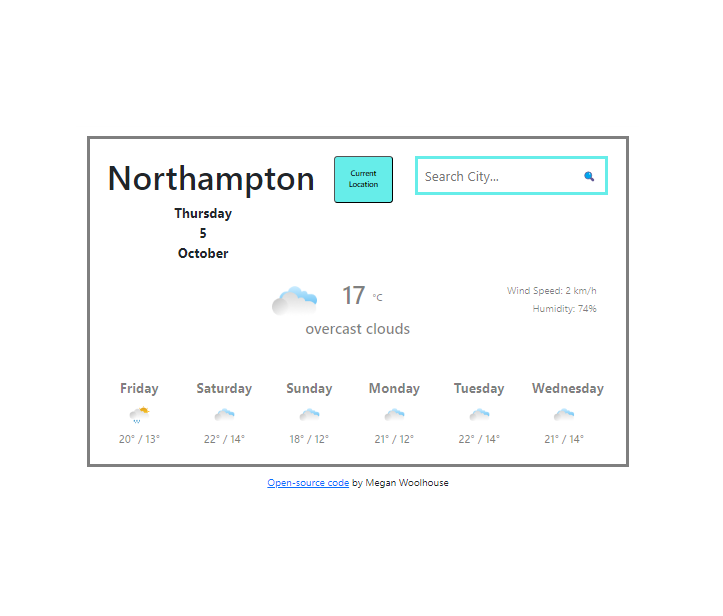 Northampton
Current
Location
Search City...
Thursday
5
October
17 °C
Wind Speed: 2 km/h
Humidity: 74%
overcast clouds
Friday Saturday Sunday Monday Tuesday Wednesday
20° / 13° 22° / 14° 18° / 12° 21° / 12° 22° / 14° 21° / 14°
Open-source code by Megan Woolhouse